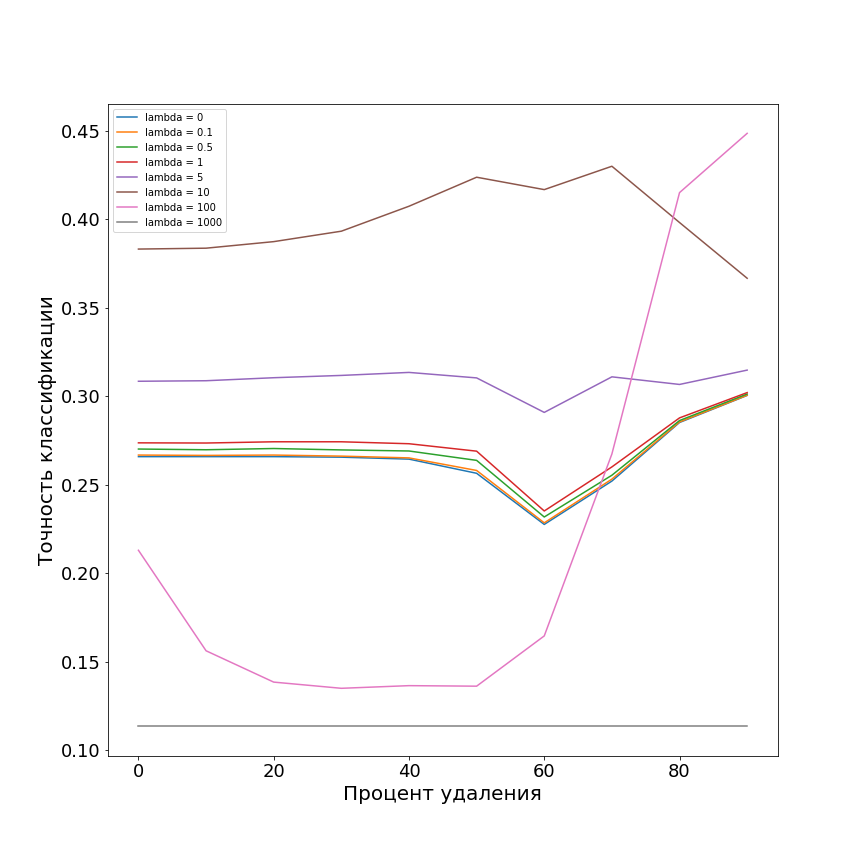 lambda = 0
lambda = 0.1
lambda = 0.5
lambda = 1
lambda = 5
lambda = 10
lambda = 100
lambda = 1000
Точность классификации
0.45
0.40
0.35
0.30
0.25
0.20
0.15
0.10
0 20 40 60 80
Процент удаления